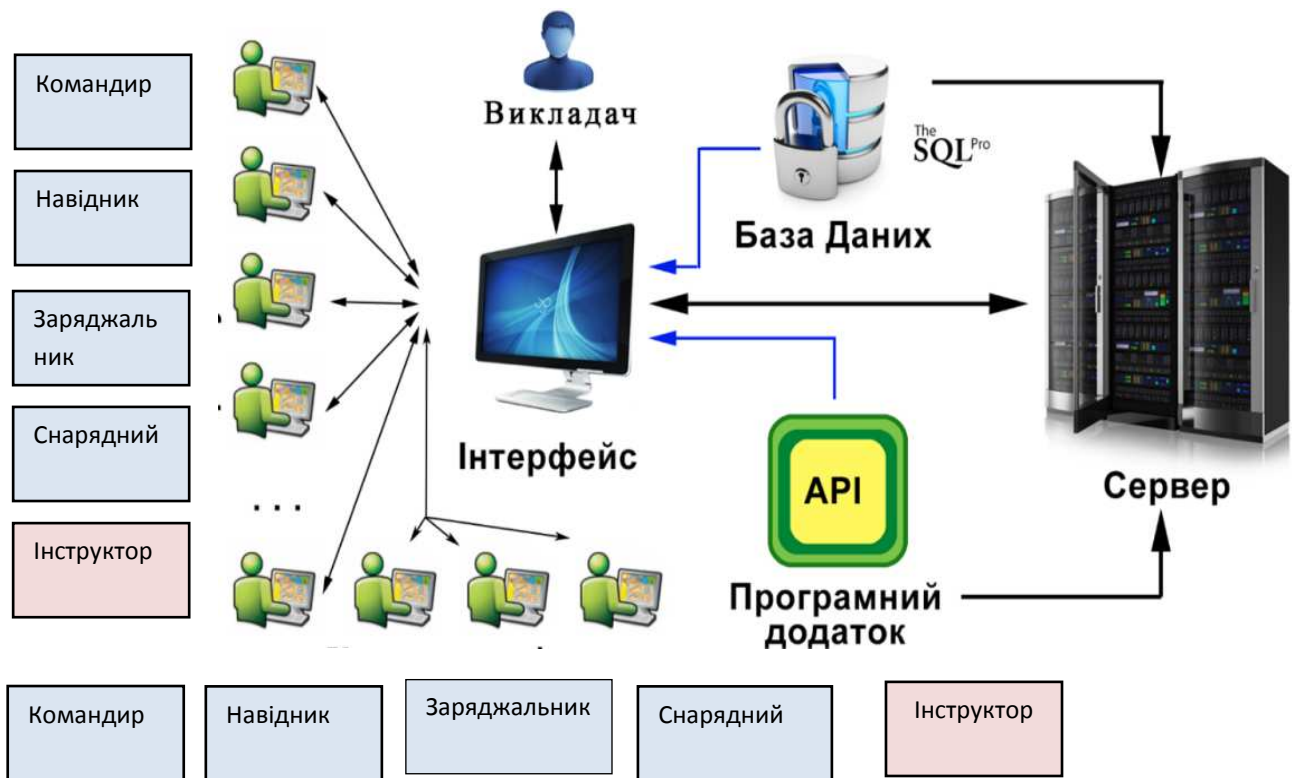 Командир
Навідник
Заряджаль
ник
Снарядний
Інструктор
Викладач
The
SQL Pro
База Даних
Інтерфейс
API
Сервер
Програмний
додаток
. . .
Командир
Навідник
Заряджальник
Снарядний
Інструктор